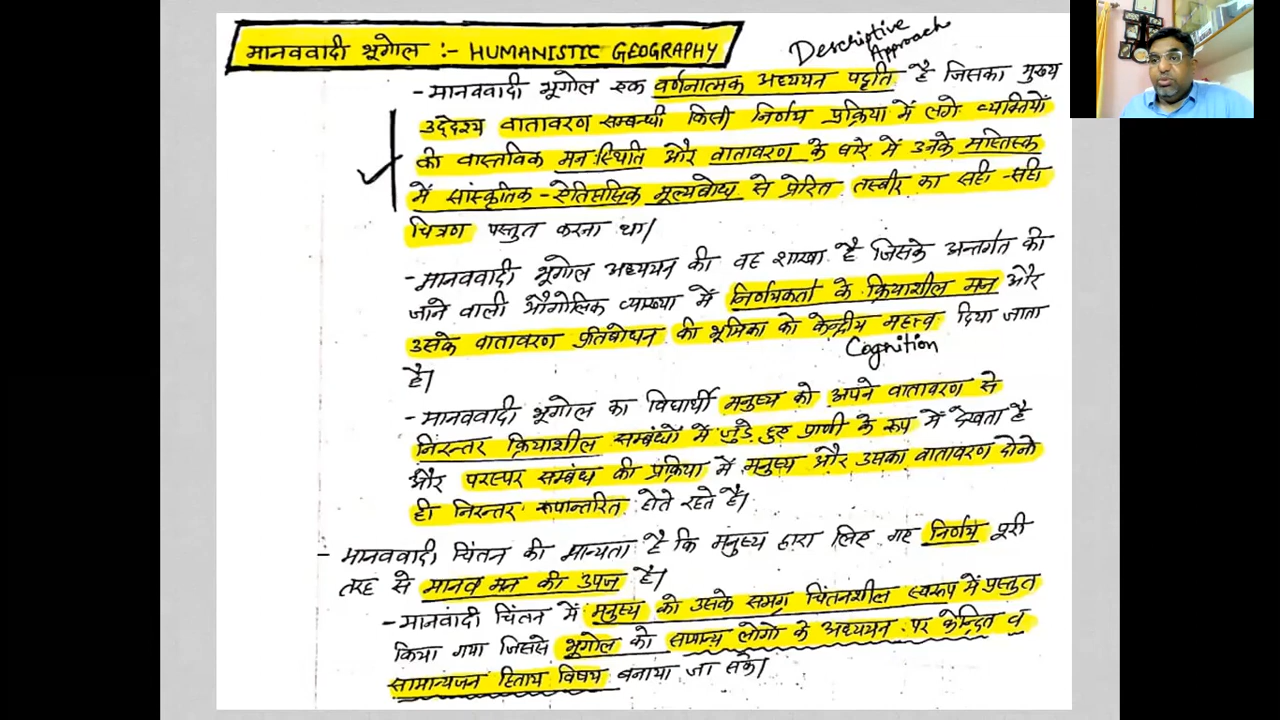 मानववादी भूगोल :- HUMANISTIC GEOGRAPHY
Descriptive
Approach
- मानववादी भूगोल एक वर्णनात्मक अध्ययन पद्दति है जिसका मुख्य
उद्देश्य वातावरण सम्बन्धी किसी निर्णय प्रक्रिया में लगे व्यक्तियों
की वास्तविक मन:स्थिति और वातावरण के बारे में उनके मस्तिस्क
में सांस्कृतिक - ऐतिसासिक मूल्यबोध से प्रेरित तस्वीर का सही -सही
चित्रण प्रस्तुत करना था।
- मानववादी भूगोल अध्ययन की वह शाखा है जिसके अन्तर्गत की
जाने वाली भौगोलिक व्याख्या में निर्णयकर्ता के क्रियाशील मन और
उसके वातावरण प्रतिबोधन की भूमिका को केन्द्रीय महत्त्व दिया जाता
Cognition
है।
- मानववादी भूगोल का विद्यार्थी मनुष्य को अपने वातावरण से
निरन्तर क्रियाशील सम्बंधों में जुड़े हुए प्राणी के रूप में देखता है
और परस्पर सम्बंध की प्रक्रिया में मनुष्य और उसका वातावरण दोनो
ही निरन्तर रूपान्तरित होते रहते है।
- मानववादी चिंतन की मान्यता है कि मनुष्य द्वारा लिए गए निर्णय पूरी
तरह से मानव मन की उपज है।
- मानवादी चिंतन में मनुष्य को उसके समग्र चिंतनशील स्वरूप में प्रस्तुत
किया गया जिससे भूगोल को सामान्य लोगो के अध्ययन पर केन्द्रित व
सामान्यजन हिताय विषय बनाया जा सके।